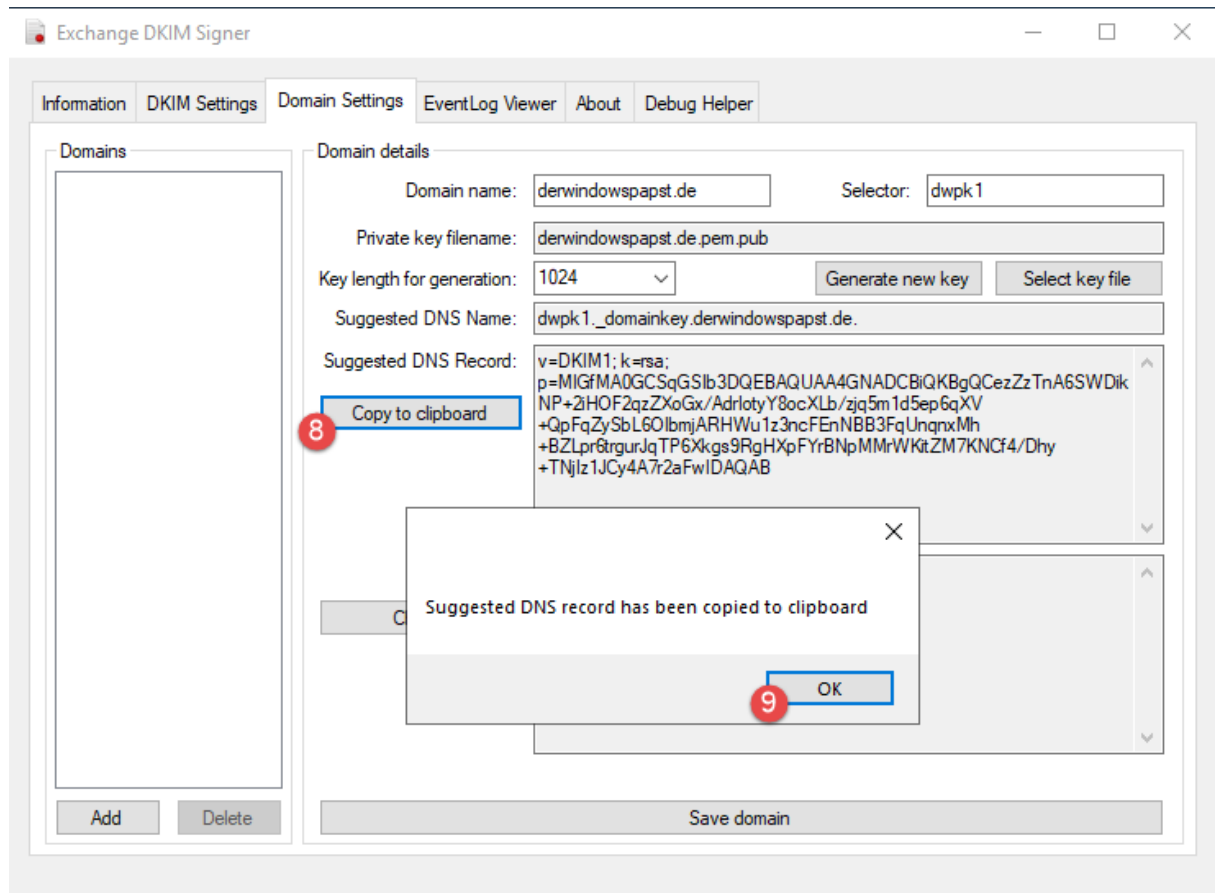 Exchange DKIM Signer
Information DKIM Settings Domain Settings EventLog Viewer About Debug Helper
Domains
Domain details
Domain name: derwindowspapst.de Selector: dwpk1
Private key filename: derwindowspapst.de.pem.pub
Key length for generation: 1024 Generate new key Select key file
Suggested DNS Name: dwpk1._domainkey.derwindowspapst.de.
Suggested DNS Record: v=DKIM1; k=rsa;
p=MIGfMA0GCSqGSIb3DQEBAQUAA4GNADCBiQKBgQCezZzTnA6SWDik
NP+2iHOF2qzZXoGx/AdrlotyY8ocXLb/zjq5m1d5ep6qXV
+QpFqZySbL6OIbmjARHWu1z3ncFEnNBB3FqUnqnxMh
+BZLpr6trgurJqTP6Xkgs9RgHXpFYrBNpMMrWKitZM7KNCf4/Dhy
+TNjIz1JCy4A7r2aFwIDAQAB
Copy to clipboard
8
Suggested DNS record has been copied to clipboard
C
OK
9
Add Delete Save domain